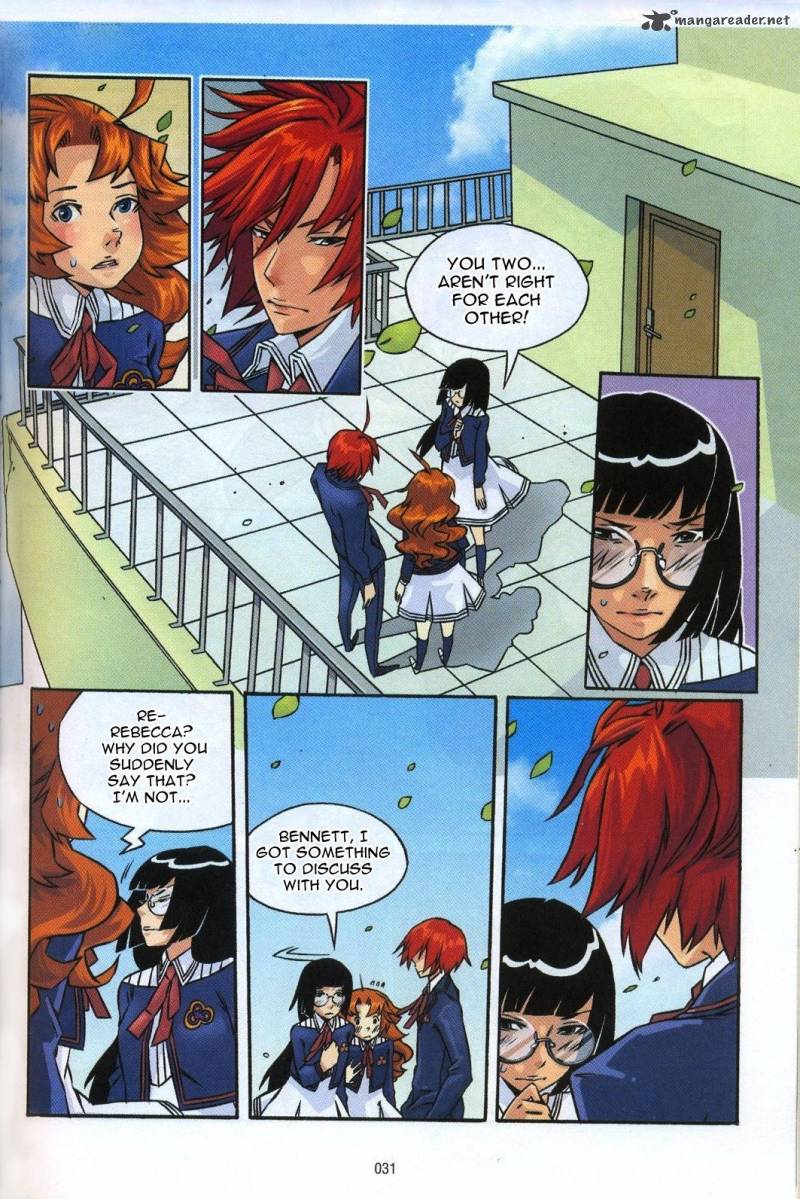 mangareader.net
YOU TWO...
AREN'T RIGHT
FOR EACH
OTHER!
RE-
REBECCA?
WHY DID YOU
SUDDENLY
SAY THAT?
I'M NOT...
BENNETT, I
GOT SOMETHING
TO DISCUSS
WITH YOU.
031